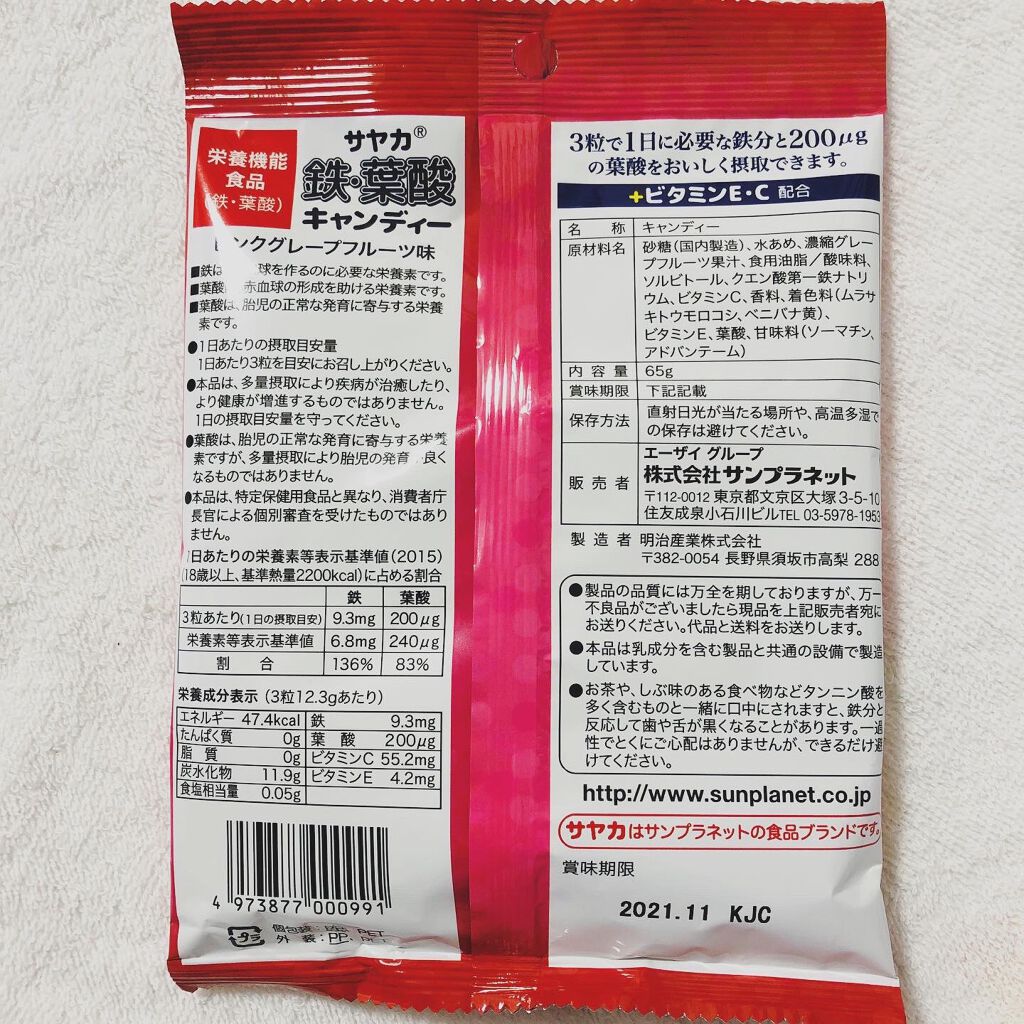 栄養機能
食品
(鉄・葉酸)
サヤカ®
鉄・葉酸
キャンディー
ピンクグレープフルーツ味
■鉄は 血球を作るのに必要な栄養素です。
■葉酸 赤血球の形成を助ける栄養素です。
■葉酸は、胎児の正常な発育に寄与する栄養
素です。
●1日あたりの摂取目安量
1日あたり3粒を目安にお召し上がりください。
●本品は、多量摂取により疾病が治癒したり、
より健康が増進するものではありません。
1日の摂取目安量を守ってください。
●葉酸は、胎児の正常な発育に寄与する栄養
素ですが、多量摂取により胎児の発育 良く
なるものではありません。
●本品は、特定保健用食品と異なり、消費者庁
長官による個別審査を受けたものではあり
ません。
1日あたりの栄養素等表示基準値(2015)
(18歳以上、基準熱量2200kcal)に占める割合
鉄 葉酸
3粒あたり(1日の摂取目安) 9.3mg 200μg
栄養素等表示基準値 6.8mg 240μg
割 合 136% 83%
栄養成分表示 (3粒12.3gあたり)
エネルギー 47.4kcal 鉄 9.3mg
たんぱく質 0g 葉 酸 200μg
脂 質 0g ビタミンC 55.2mg
炭水化物 11.9g ビタミンE 4.2mg
食塩相当量 0.05g
4 973877 000991
プラ
個包装: PET
外 装:PP,
3粒で1日に必要な鉄分と200μg
の葉酸をおいしく摂取できます。
+ビタミンE・C 配合
名 称 キャンディー
原材料名 砂糖(国内製造)、水あめ、濃縮グレー
プフルーツ果汁、食用油脂/酸味料、
ソルビトール、クエン酸第一鉄ナトリ
ウム、ビタミンC、香料、着色料(ムラサ
キトウモロコシ、ベニバナ黄)、
ビタミンE、葉酸、甘味料(ソーマチン、
アドバンテーム)
内容量 65g
賞味期限 下記記載
保存方法 直射日光が当たる場所や、高温多湿で
の保存は避けてください。
販売者 エーザイ グループ
株式会社サンプラネット
〒112-0012 東京都文京区大塚3-5-10
住友成泉小石川ビルTEL 03-5978-1953
製造者 明治産業株式会社
〒382-0054 長野県須坂市高梨 288
●製品の品質には万全を期しておりますが、万一
不良品がございましたら現品を上記販売者宛に
お送りください。代品と送料をお送りします。
●本品は乳成分を含む製品と共通の設備で製造
しています。
●お茶や、しぶ味のある食べ物などタンニン酸を
多く含むものと一緒に口中にされますと、鉄分と
反応して歯や舌が黒くなることがあります。一過
性でとくにご心配はありませんが、できるだけ避
けてください。
http://www.sunplanet.co.jp
サヤカはサンプラネットの食品ブランドです。
賞味期限
2021.11 KJC